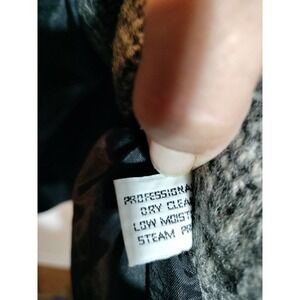 PROFESSIONA
DRY CLEA
LOW MOIST
STEAM PR